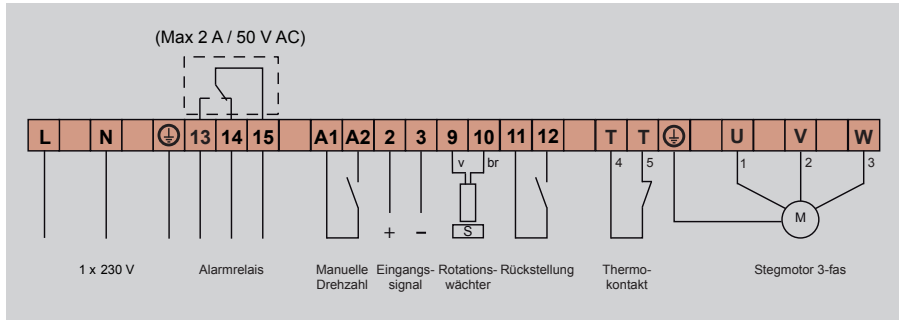 (Max 2 A / 50 V AC)
L N 13 14 15 A1 A2 2 3 9 10 11 12 T T U V W
v br 4 5 1 2 3
+ − S M
1 x 230 V Alarmrelais Manuelle Eingangs- Rotations- Rückstellung Thermo- Stegmotor 3-fas
Drehzahl signal wächter kontakt